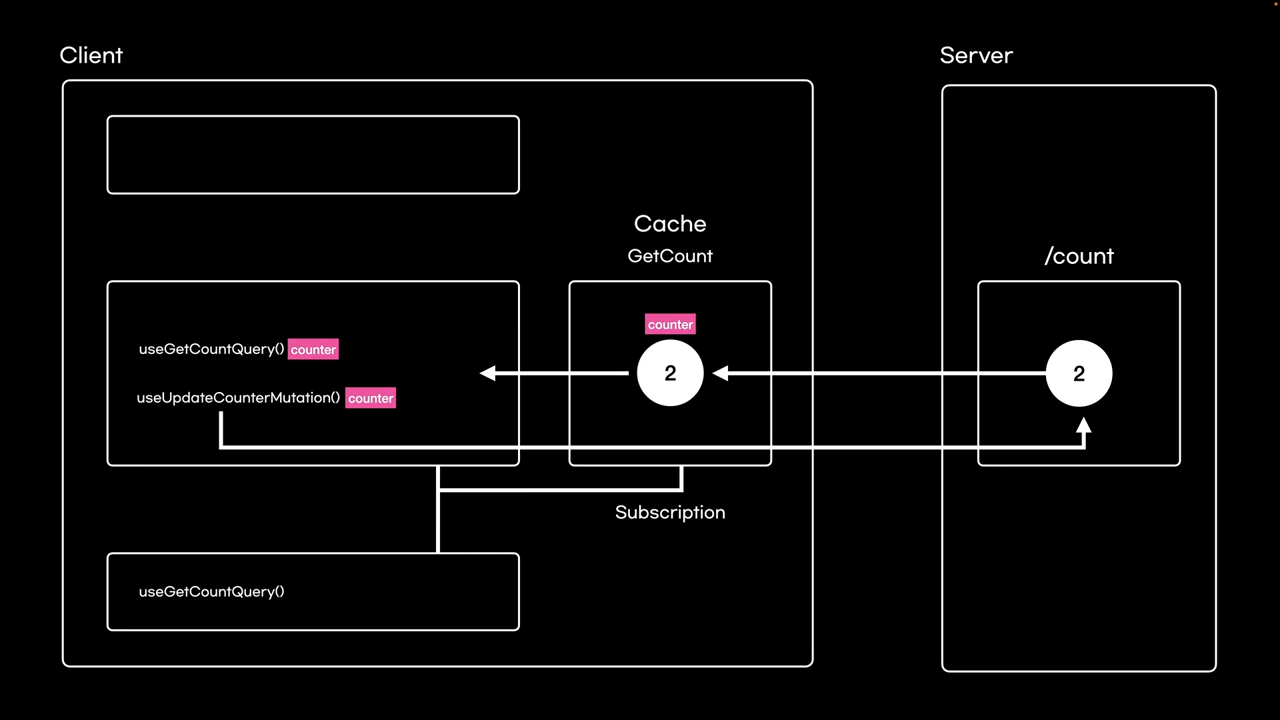 Client
Server
Cache
GetCount
/count
counter
useGetCountQuery() counter
2
2
useUpdateCounterMutation() counter
Subscription
useGetCountQuery()